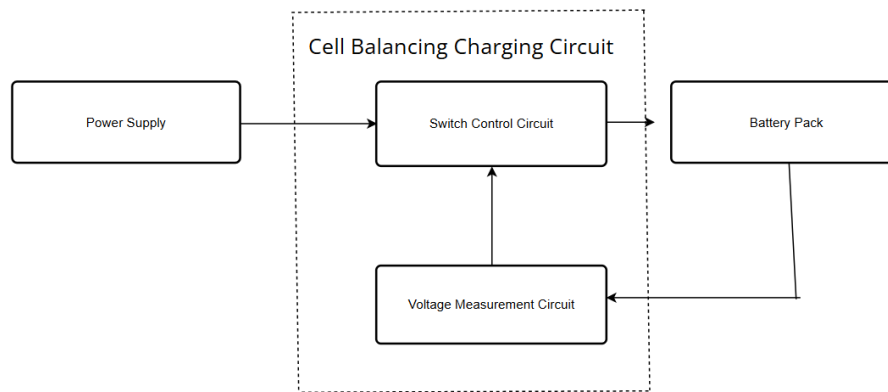 Cell Balancing Charging Circuit
Power Supply
Switch Control Circuit
Battery Pack
Voltage Measurement Circuit